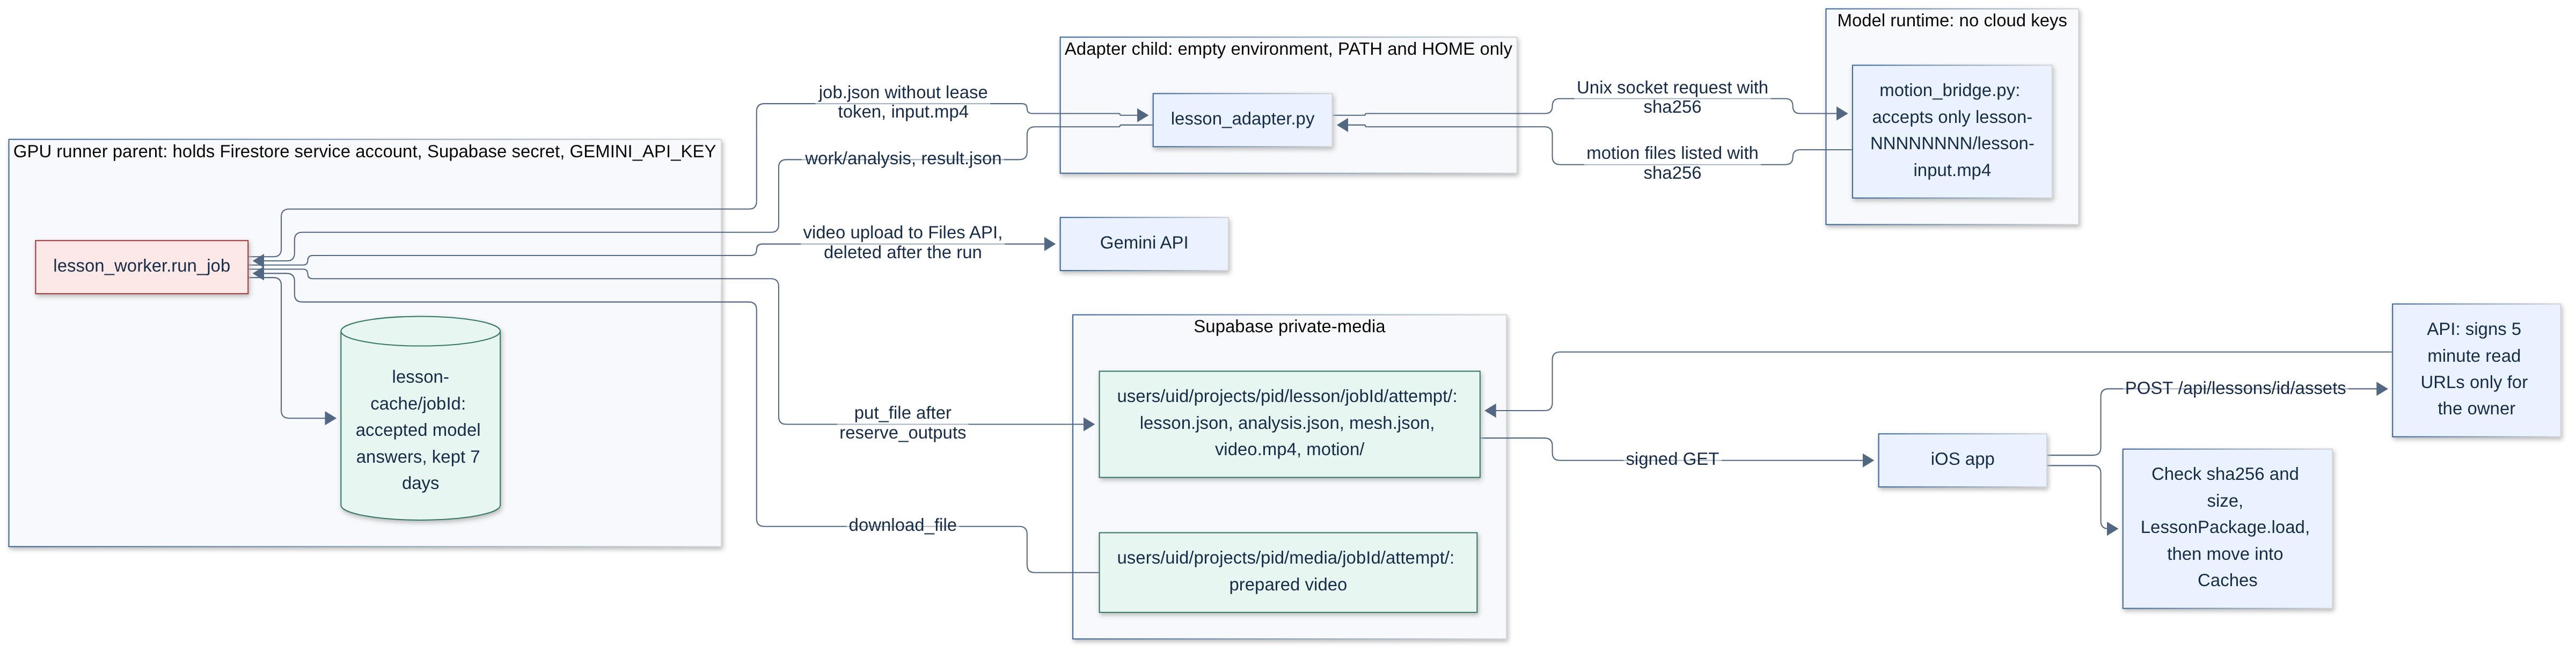 Model runtime: no cloud keys
Adapter child: empty environment, PATH and HOME only
motion_bridge.py:
accepts only lesson-
NNNNNNNN/lesson-
input.mp4
job.json without lease
token, input.mp4
lesson_adapter.py
Unix socket request with
sha256
GPU runner parent: holds Firestore service account, Supabase secret, GEMINI_API_KEY
work/analysis, result.json
motion files listed with
sha256
lesson_worker.run_job
video upload to Files API,
deleted after the run
Gemini API
lesson-
cache/jobId:
accepted model
answers, kept 7
days
Supabase private-media
users/uid/projects/pid/lesson/jobId/attempt/:
lesson.json, analysis.json, mesh.json,
video.mp4, motion/
put_file after
reserve_outputs
download_file
users/uid/projects/pid/media/jobId/attempt/:
prepared video
signed GET
iOS app
POST /api/lessons/id/assets
API: signs 5
minute read
URLs only for
the owner
Check sha256 and
size,
LessonPackage.load,
then move into
Caches